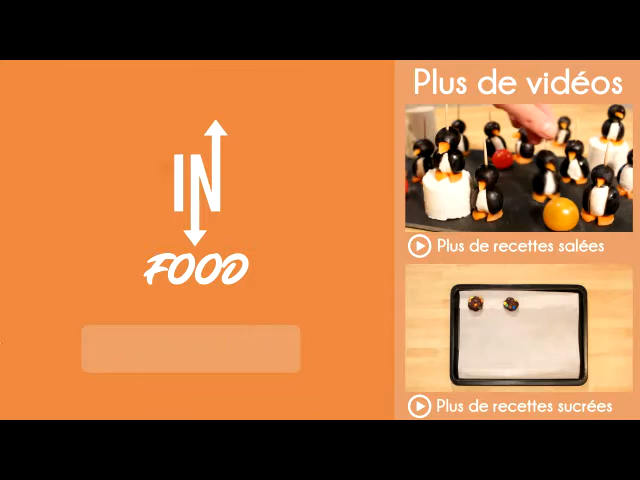 IN
FOOD
Plus de vidéos
Plus de recettes salées
Plus de recettes sucrées